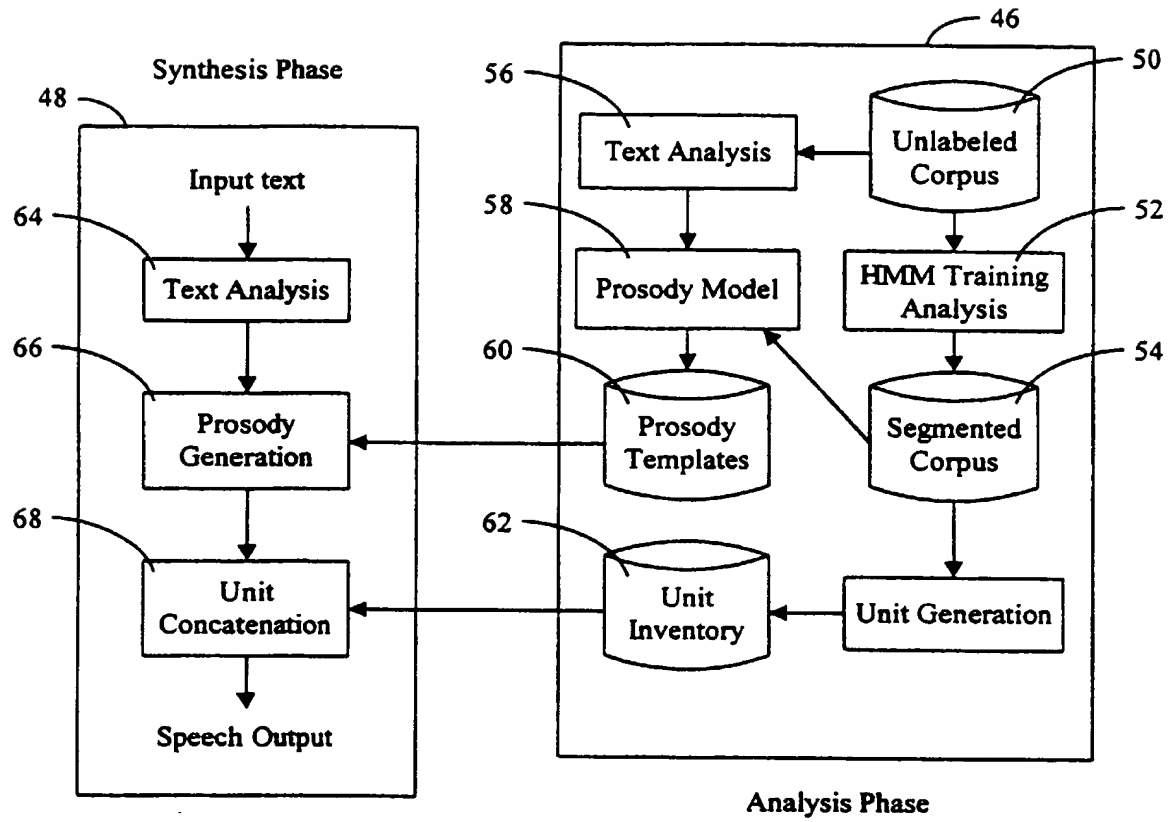 46
Synthesis Phase
56
50
48
Text Analysis
Unlabeled
Corpus
Input text
64
58
52
Text Analysis
Prosody Model
HMM Training
Analysis
66
60
54
Prosody
Generation
Prosody
Templates
Segmented
Corpus
68
62
Unit
Concatenation
Unit
Inventory
Unit Generation
Speech Output
Analysis Phase